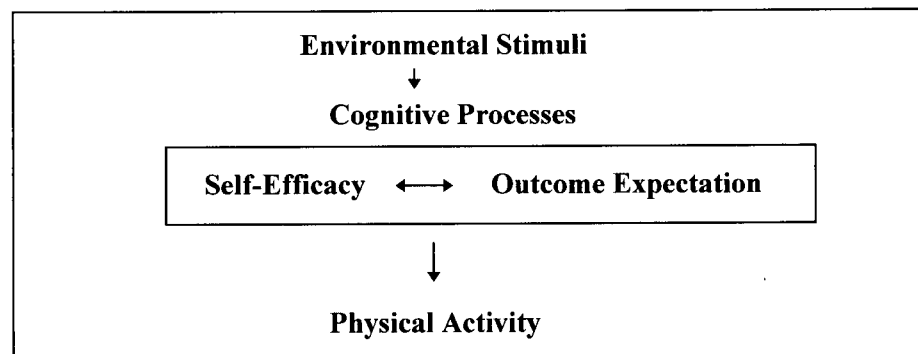 Environmental Stimuli
Cognitive Processes
Self-Efficacy ↔ Outcome Expectation
Physical Activity